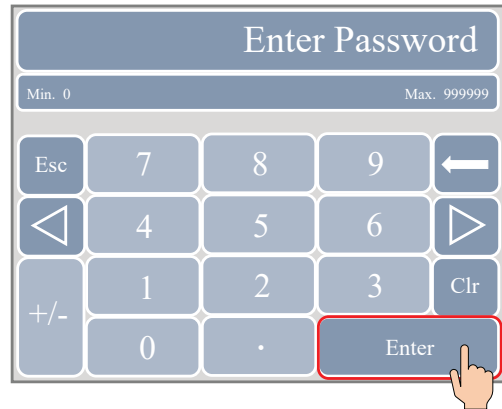 Enter Password
Min. 0 Max. 999999
Esc 7 8 9
4 5 6
1 2 3 Clr
+/-
0 . Enter